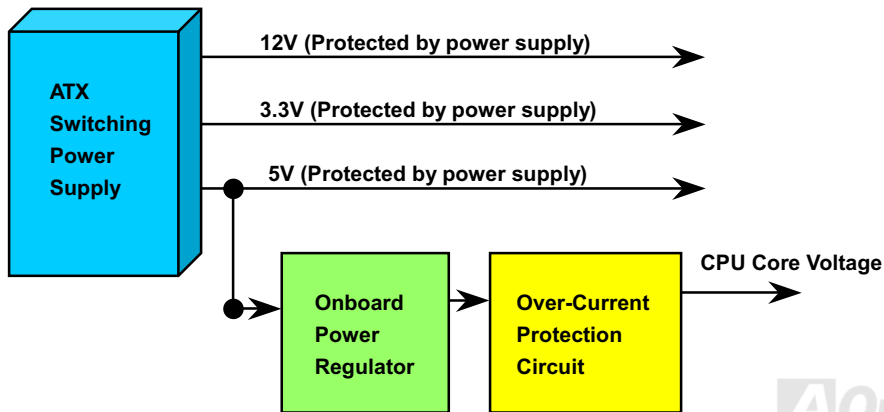 12V (Protected by power supply)
ATX
Switching
Power
Supply
3.3V (Protected by power supply)
5V (Protected by power supply)
CPU Core Voltage
Onboard
Power
Regulator
Over-Current
Protection
Circuit